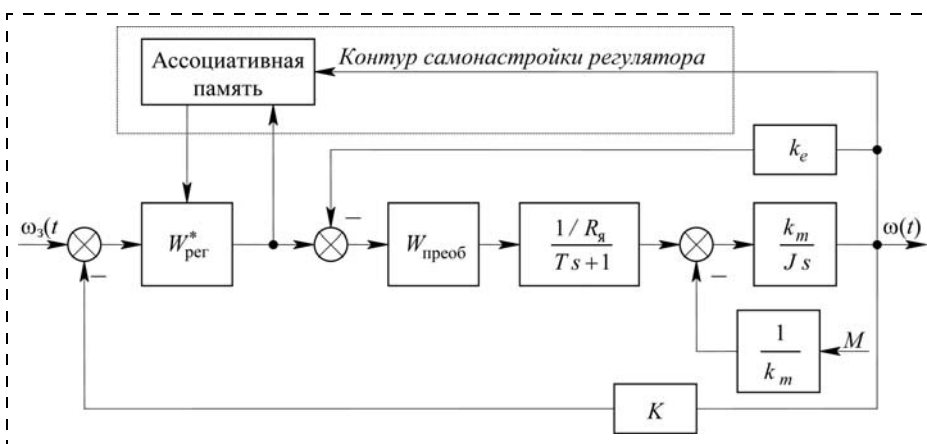 Ассоциативная
память
Контур самонастройки регулятора
k_e
ω_з(t
–
W*_рег
–
W_преоб
1 / R_я
T s + 1
–
k_m
J s
ω(t)
–
1
k_m
M
K